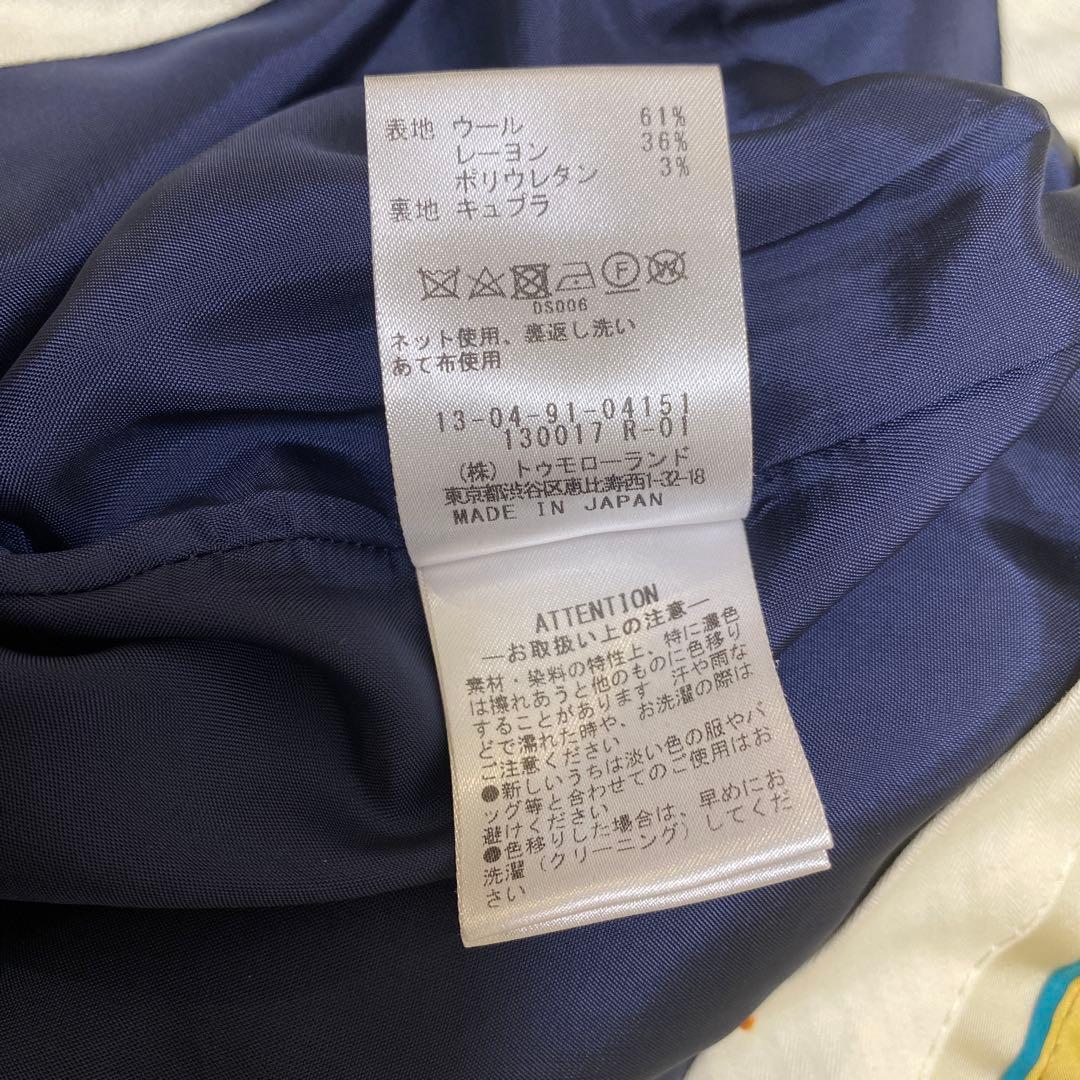 表地 ウール 61%
レーヨン 36%
ポリウレタン 3%
裏地 キュプラ
F W
DS006
ネット使用、裏返し洗い
あて布使用
13-04-91-04151
130017 R-01
(株)トゥモローランド
東京都渋谷区恵比寿西1-32-18
MADE IN JAPAN
ATTENTION
―お取扱い上の注意―
素材・染料の特性上、特に濃色
は擦れあうと他のものに色移り
することがあります。汗や雨な
どで濡れた時や、お洗濯の際は
ご注意ください
●新しいうちは淡い色の服やバ
ッグ等と合わせてのご使用はお
避けください
●色移りした場合は、早めにお
洗濯(クリーニング)してくだ
さい